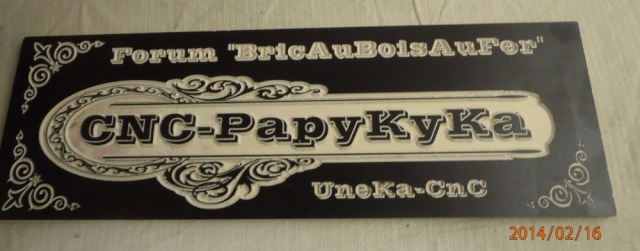 Forum "BricAuBoisAuFer"
CNC-PapyKyKa
UneKa-CnC
2014/02/16